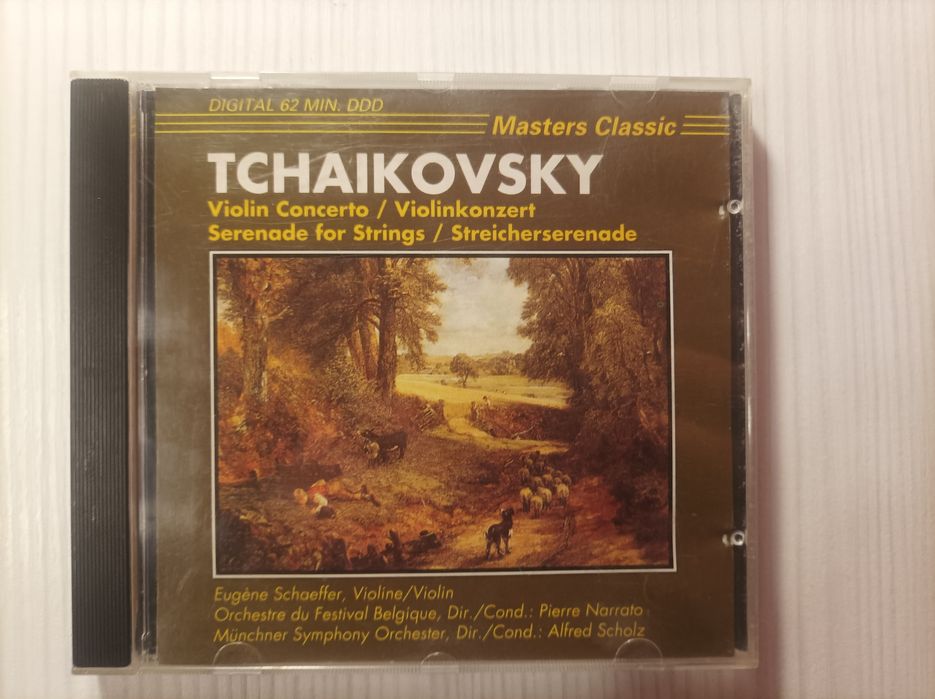 DIGITAL 62 MIN. DDD
Masters Classic
TCHAIKOVSKY
Violin Concerto / Violinkonzert
Serenade for Strings / Streicherserenade
Eugène Schaeffer, Violine/Violin
Orchestre du Festival Belgique, Dir./Cond.: Pierre Narrato
Münchner Symphony Orchester, Dir./Cond.: Alfred Scholz